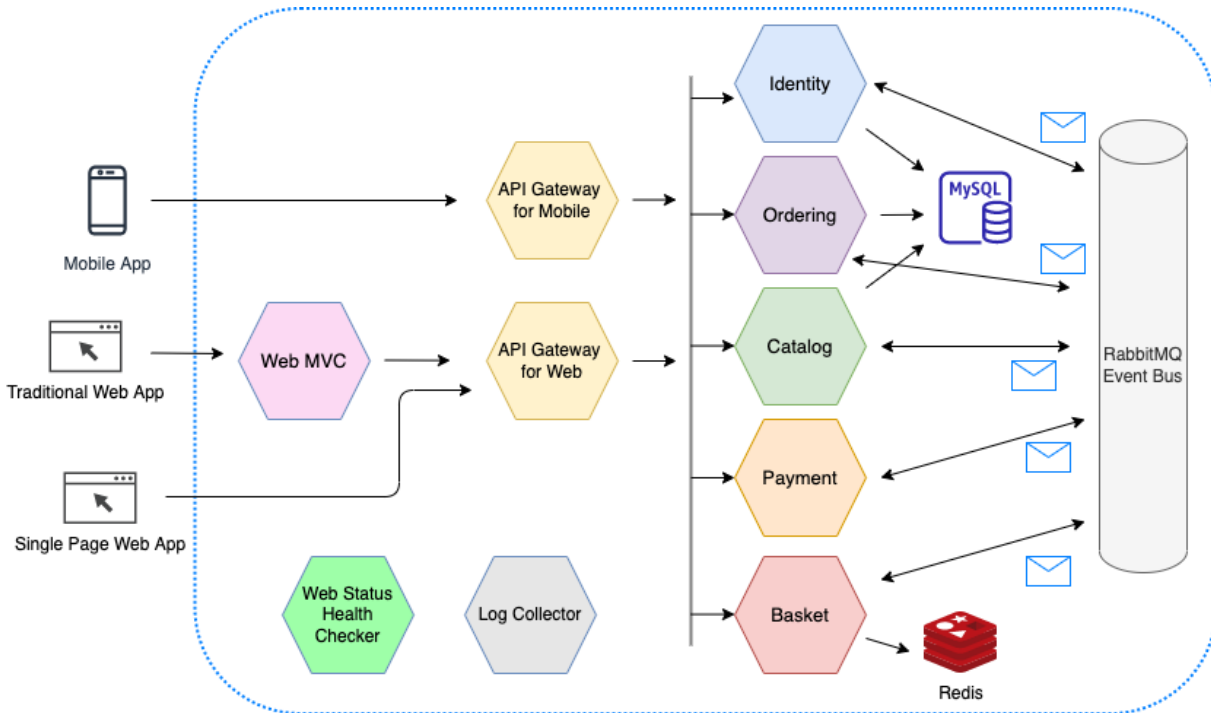 Identity
API Gateway
for Mobile
MySQL
Ordering
Mobile App
Web MVC
API Gateway
for Web
Catalog
RabbitMQ
Event Bus
Traditional Web App
Payment
Single Page Web App
Web Status
Health
Checker
Log Collector
Basket
Redis